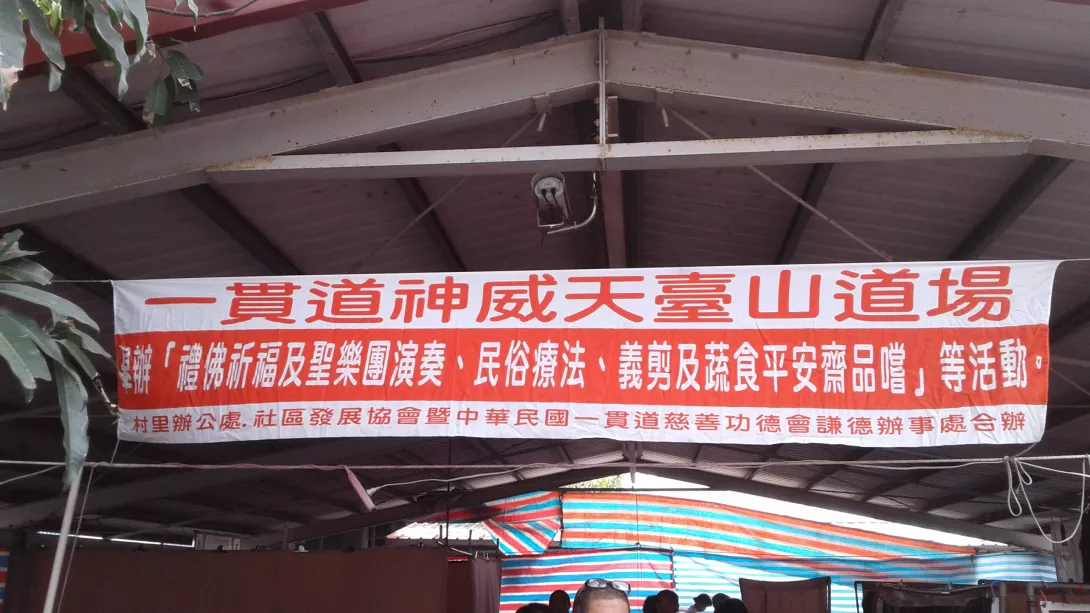 一貫道神威天臺山道場
舉辦「禮佛祈福及聖樂團演奏、民俗療法、義剪及蔬食平安齋品嚐」等活動。
村里辦公處.社區發展協會暨中華民國一貫道慈善功德會謙德辦事處合辦